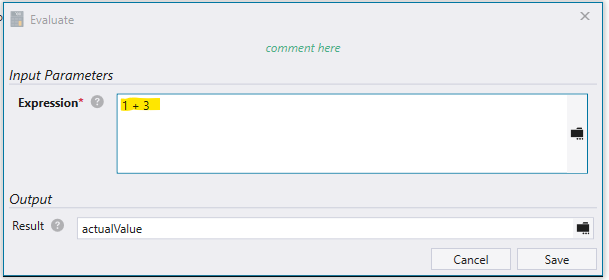 Evaluate
comment here
Input Parameters
Expression* ?
1 + 3
Output
Result ? actualValue
Cancel Save